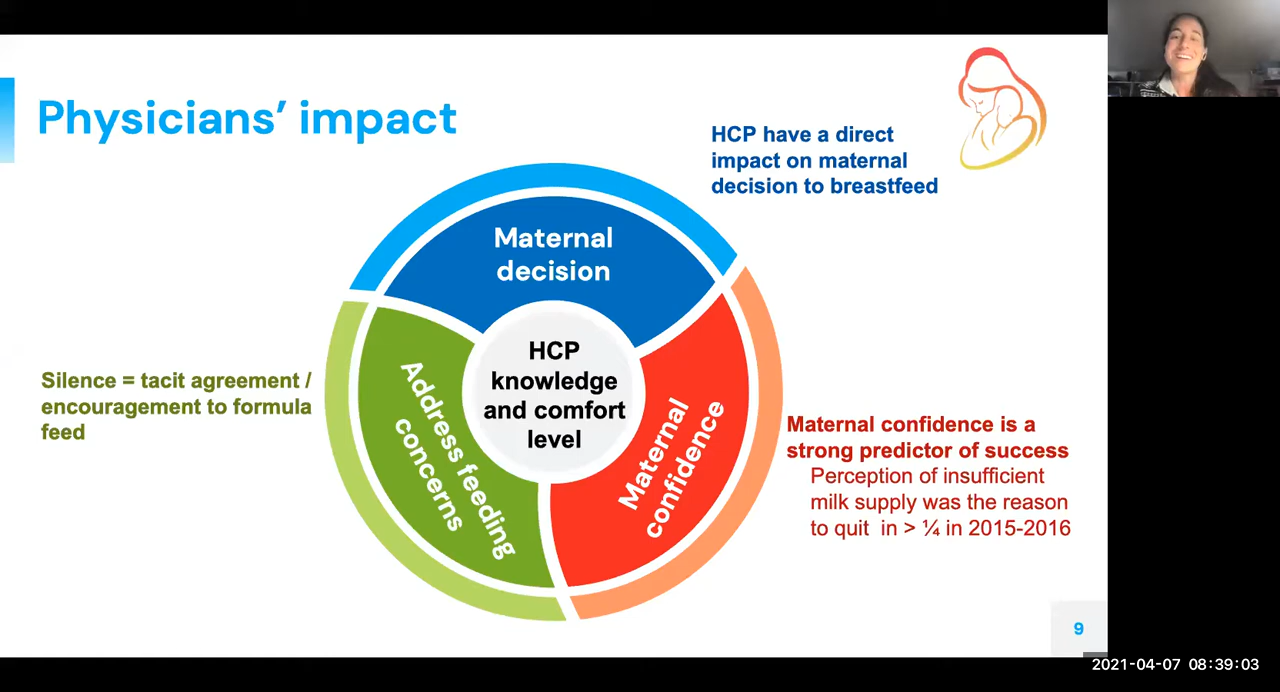 Physicians’ impact
HCP have a direct
impact on maternal
decision to breastfeed
Maternal
decision
HCP
knowledge
and comfort
level
Address feeding
concerns
Maternal
confidence
Silence = tacit agreement /
encouragement to formula
feed
Maternal confidence is a
strong predictor of success
Perception of insufficient
milk supply was the reason
to quit in > ¼ in 2015-2016
9
2021-04-07 08:39:03